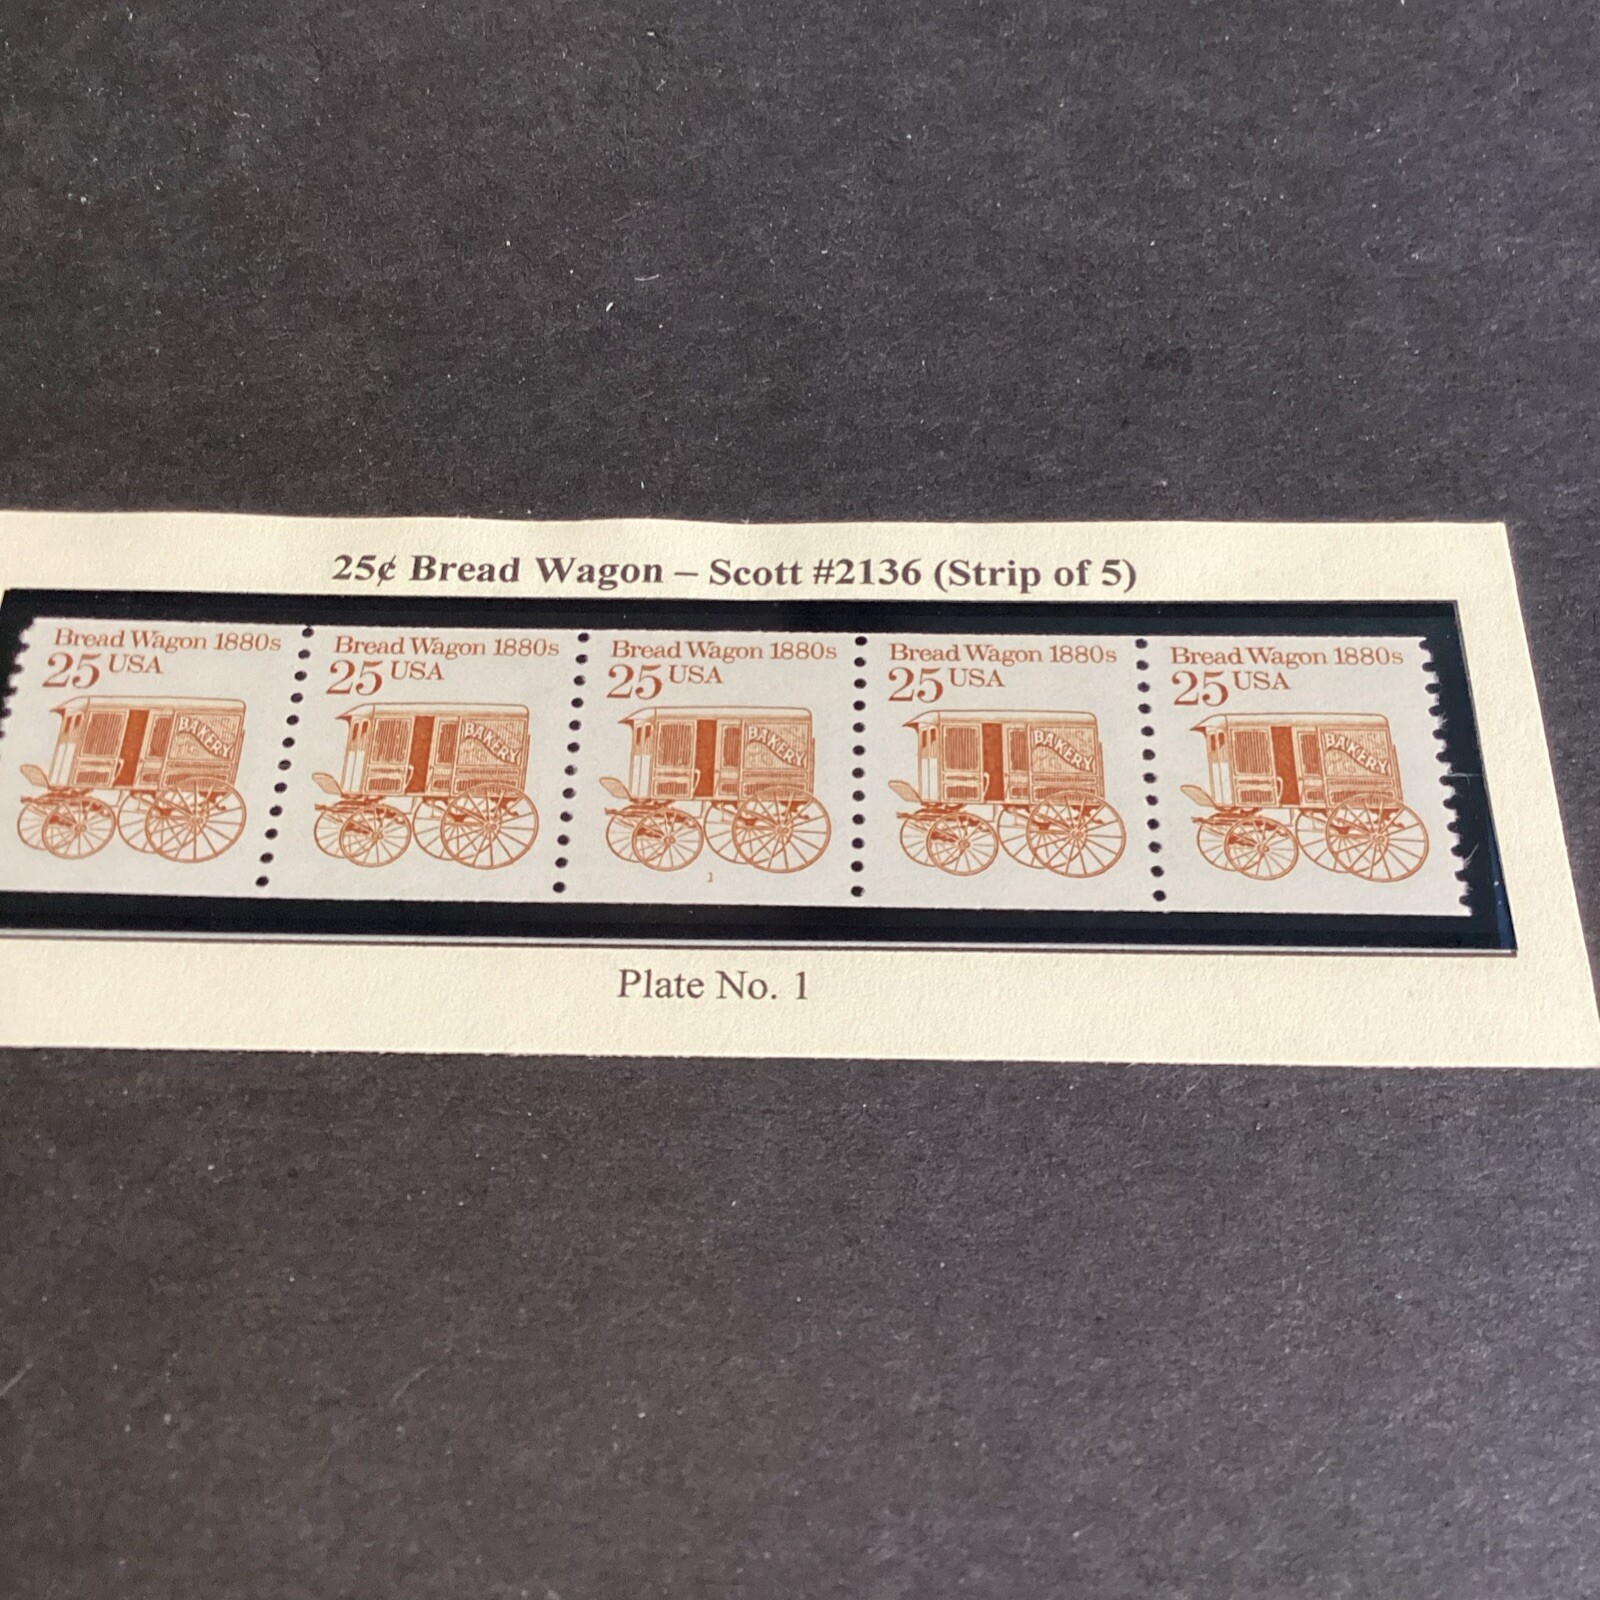 25¢ Bread Wagon – Scott #2136 (Strip of 5)
Bread Wagon 1880s
25 USA
BAKERY
Bread Wagon 1880s
25 USA
BAKERY
Bread Wagon 1880s
25 USA
BAKERY
1
Bread Wagon 1880s
25 USA
BAKERY
Bread Wagon 1880s
25 USA
BAKERY
Plate No. 1